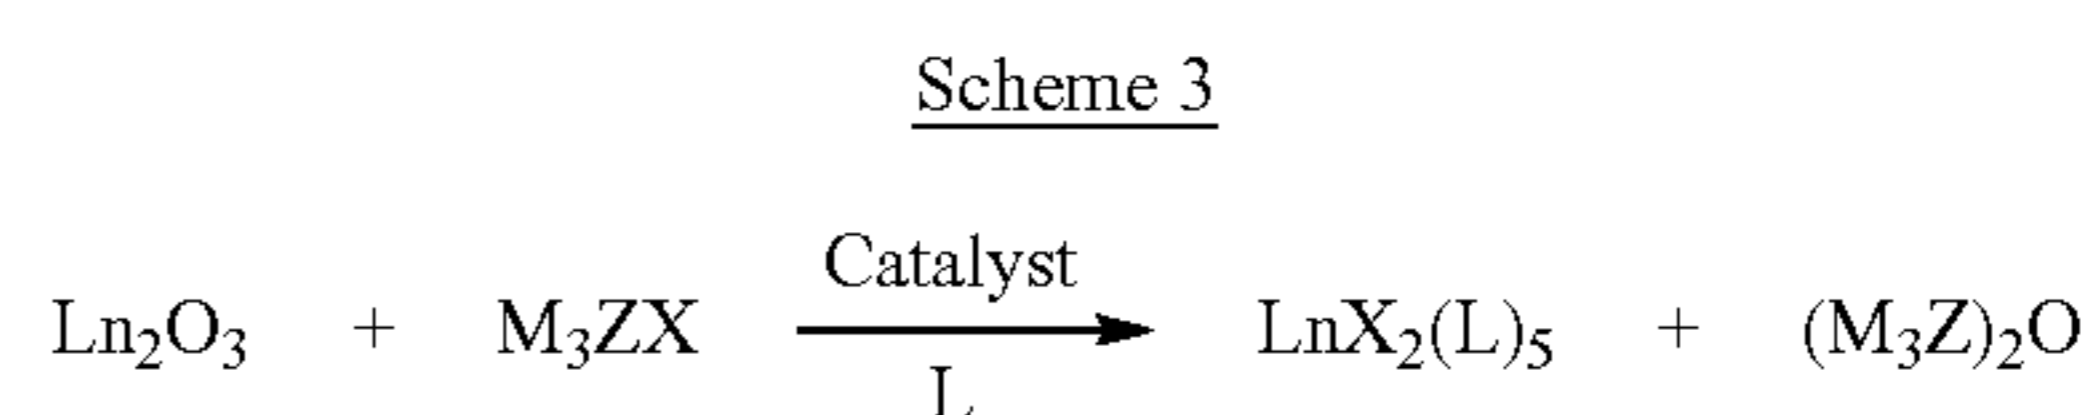 Scheme 3
Catalyst
Ln₂O₃ + M₃ZX LnX₂(L)₅ + (M₃Z)₂O
L